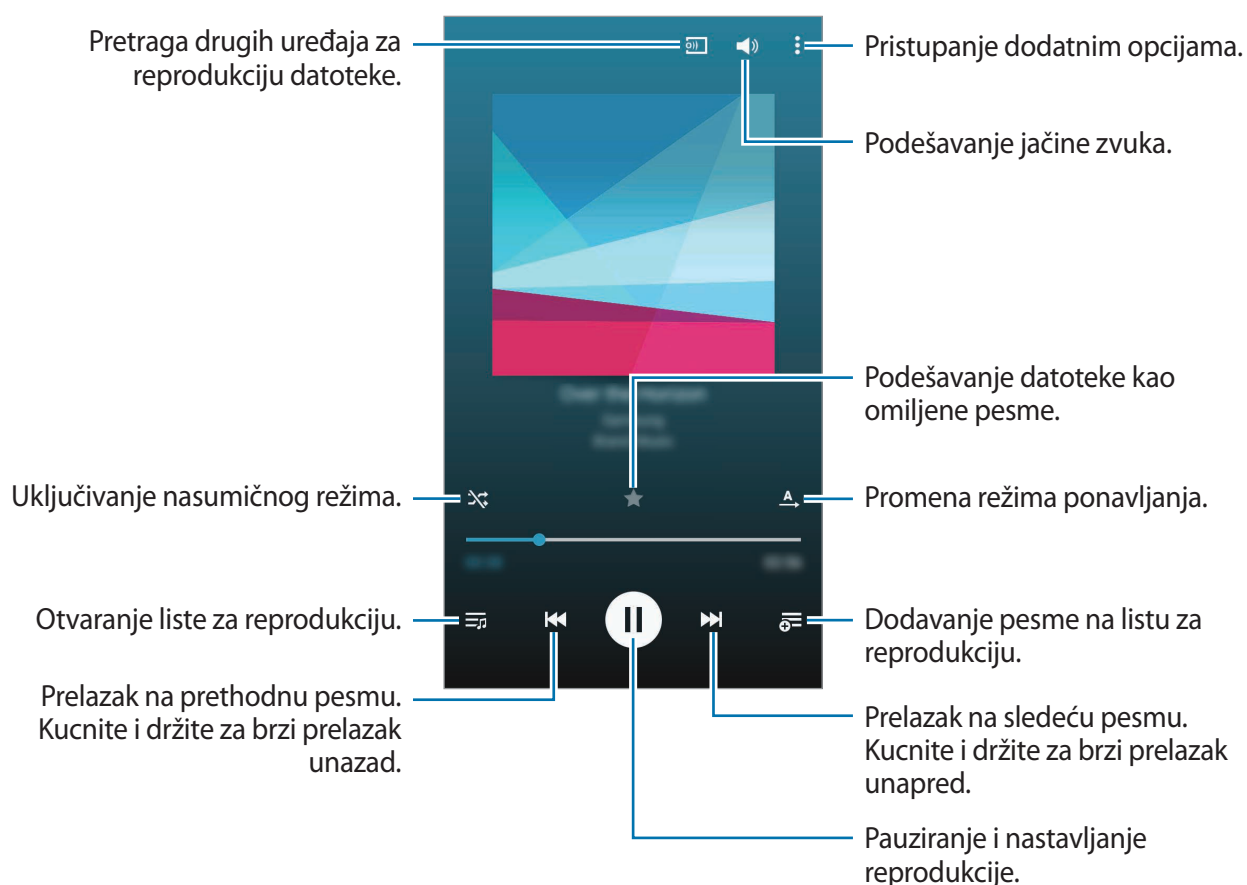 Pretraga drugih uređaja za
reprodukciju datoteke.
Pristupanje dodatnim opcijama.
Podešavanje jačine zvuka.
Podešavanje datoteke kao
omiljene pesme.
Uključivanje nasumičnog režima.
A
Promena režima ponavljanja.
Otvaranje liste za reprodukciju.
Dodavanje pesme na listu za
reprodukciju.
Prelazak na prethodnu pesmu.
Kucnite i držite za brzi prelazak
unazad.
Prelazak na sledeću pesmu.
Kucnite i držite za brzi prelazak
unapred.
Pauziranje i nastavljanje
reprodukcije.